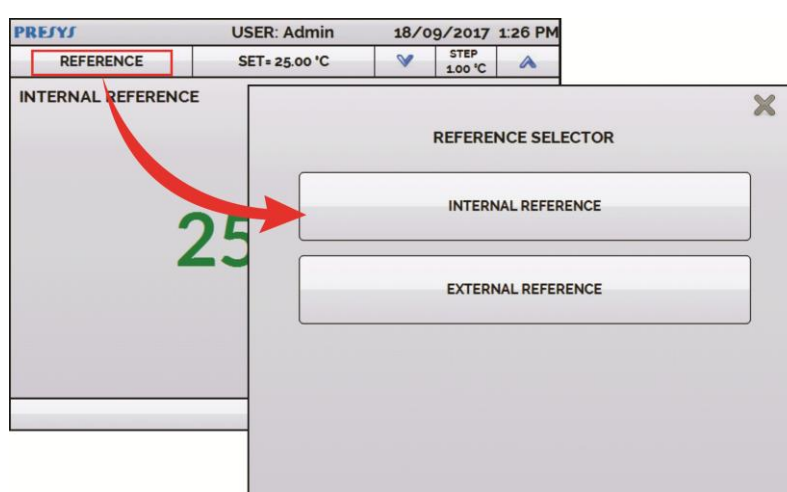 PRESYS USER: Admin 18/09/2017 1:26 PM
REFERENCE SET= 25.00 °C STEP
1.00 °C
INTERNAL REFERENCE
25
REFERENCE SELECTOR
INTERNAL REFERENCE
EXTERNAL REFERENCE